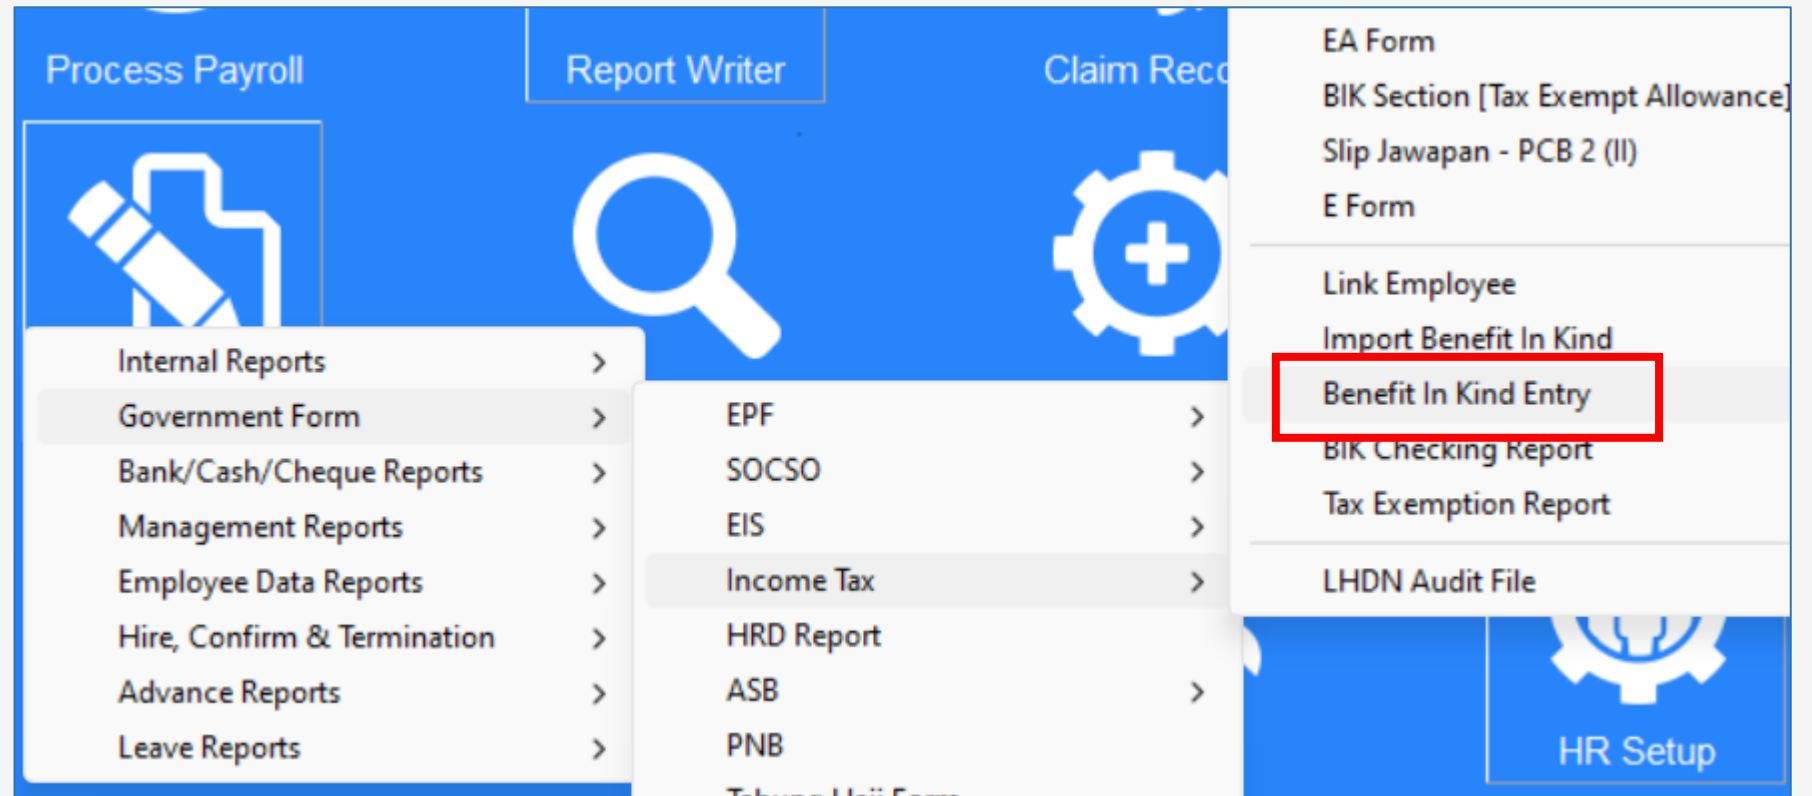 Process Payroll
Report Writer
Claim
Internal Reports
Government Form
Bank/Cash/Cheque Reports
Management Reports
Employee Data Reports
Hire, Confirm & Termination
Advance Reports
Leave Reports
EPF
SOCSO
EIS
Income Tax
HRD Report
ASB
PNB
EA Form
BIK Section [Tax Exempt Allowance]
Slip Jawapan - PCB 2 (II)
E Form
Link Employee
Import Benefit In Kind
Benefit In Kind Entry
BIK Checking Report
Tax Exemption Report
LHDN Audit File
HR Setup